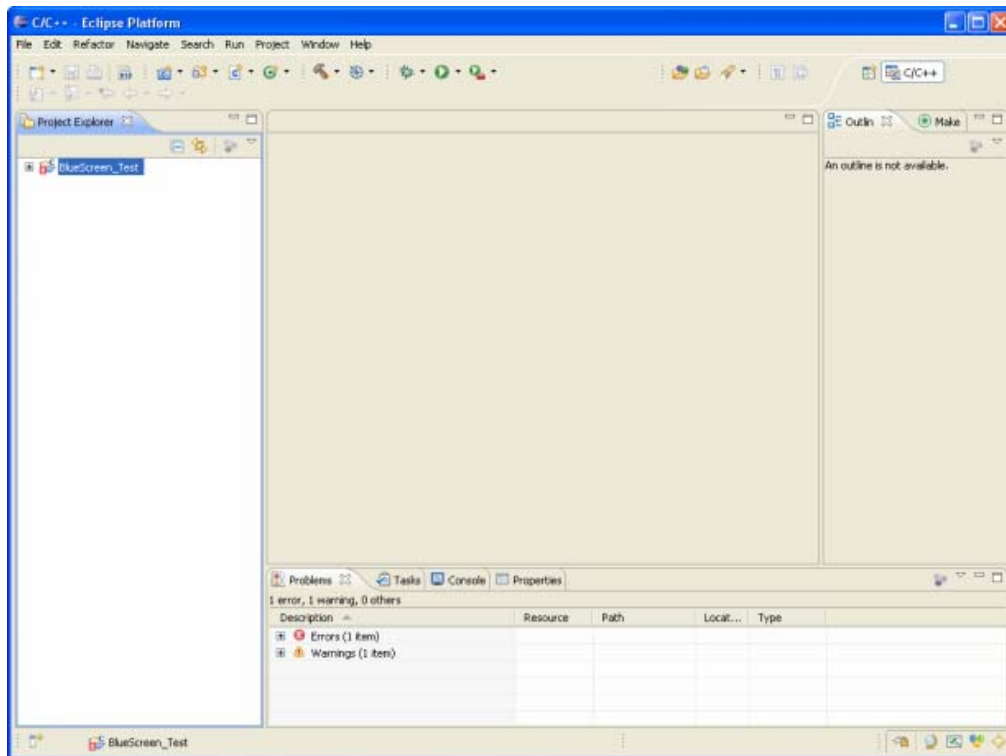 C/C++ - Eclipse Platform
File Edit Refactor Navigate Search Run Project Window Help
C/C++
Project Explorer
Outlin Make
BlueScreen_Test
An outline is not available.
Problems Tasks Console Properties
1 error, 1 warning, 0 others
Description Resource Path Locat... Type
Errors (1 item)
Warnings (1 item)
BlueScreen_Test